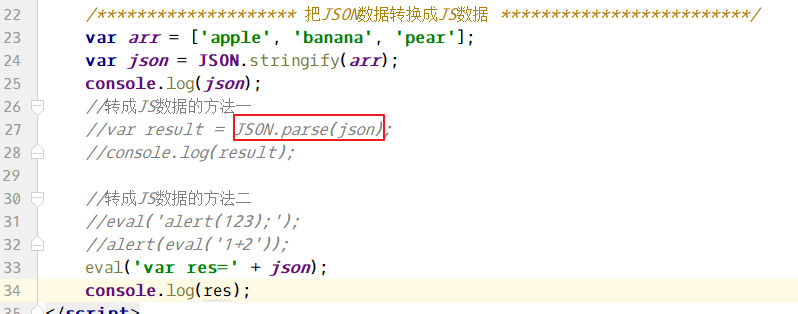 22 /******************** 把JSON数据转换成JS数据 *************************/
23 var arr = ['apple', 'banana', 'pear'];
24 var json = JSON.stringify(arr);
25 console.log(json);
26 //转成JS数据的方法一
27 //var result = JSON.parse(json);
28 //console.log(result);
29
30 //转成JS数据的方法二
31 //eval('alert(123);');
32 //alert(eval('1+2'));
33 eval('var res=' + json);
34 console.log(res);
35 </script>